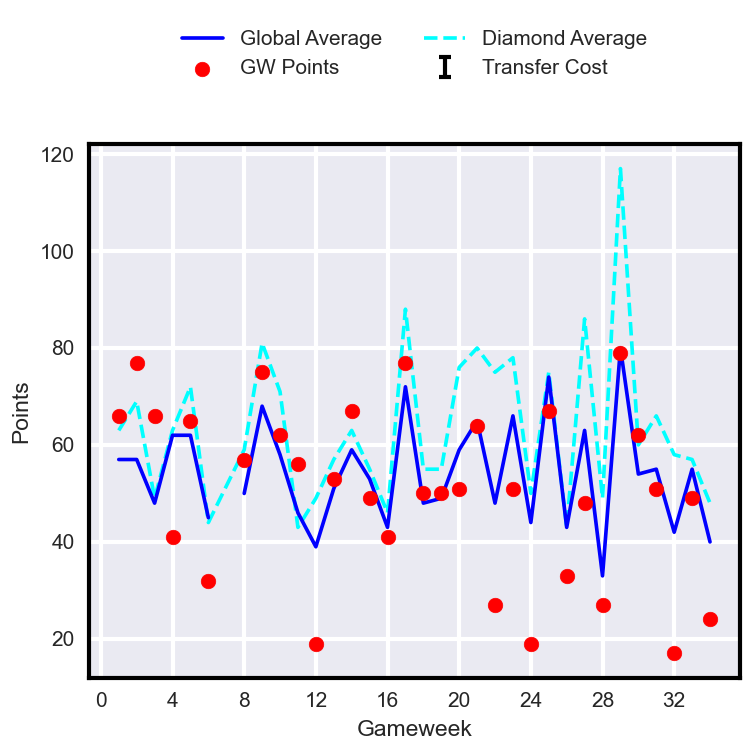 Global Average
Diamond Average
GW Points
Transfer Cost
120
100
80
60
40
20
Points
0 4 8 12 16 20 24 28 32
Gameweek